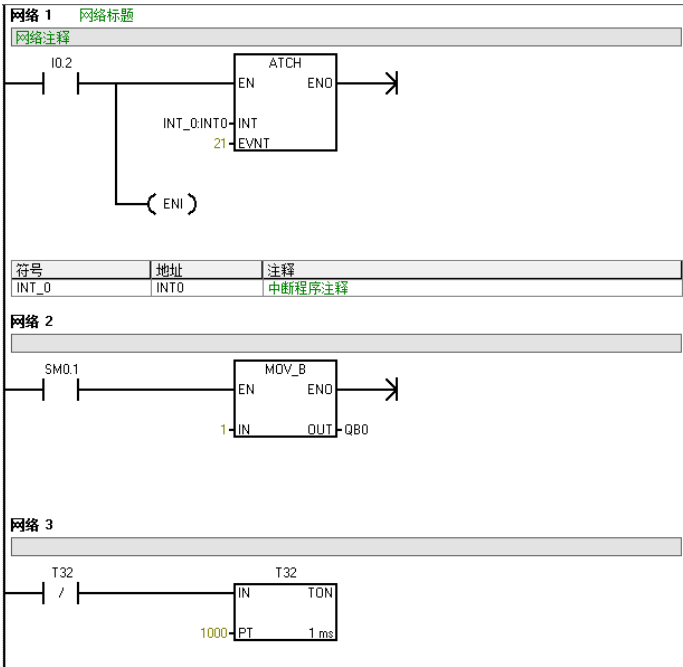 网络 1 网络标题
网络注释
I0.2
ATCH
EN ENO
INT_0:INT0 INT
21 EVNT
ENI
符号 地址 注释
INT_0 INT0 中断程序注释
网络 2
SM0.1
MOV_B
EN ENO
1 IN OUT QB0
网络 3
T32 T32
/ IN TON
1000 PT 1 ms